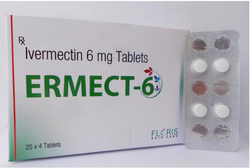 Rx
Ivermectin 6 mg Tablets
ERMECT-6
25 x 4 Tablets